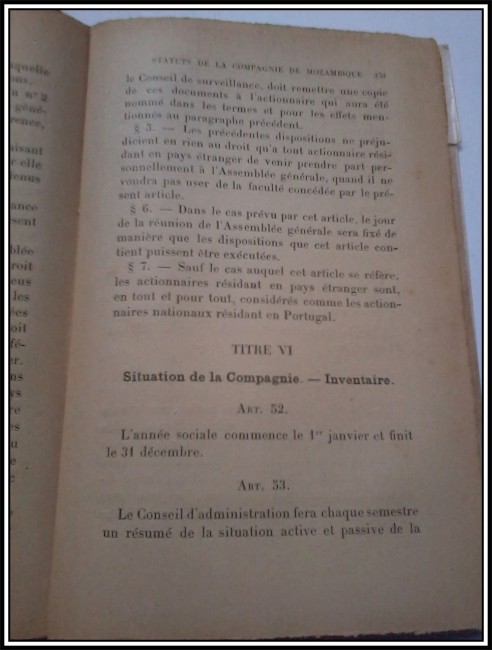 STATUTS DE LA COMPAGNIE DE MOZAMBIQUE
le Conseil de surveillance, doit remettre une copie
de ces documents à l'actionnaire qui aura été
nommé dans les termes et pour les effets men-
tionnés au paragraphe précédent.
§ 5. — Les précédentes dispositions ne préju-
dicient en rien au droit qu'a tout actionnaire rési-
dant en pays étranger de venir prendre part per-
sonnellement à l'Assemblée générale, quand il ne
voudra pas user de la faculté concédée par le pré-
sent article.
§ 6. — Dans le cas prévu par cet article, le jour
de la réunion de l'Assemblée générale sera fixé de
manière que les dispositions que cet article con-
tient puissent être exécutées.
§ 7. — Sauf le cas auquel cet article se réfère,
les actionnaires résidant en pays étranger sont,
en tout et pour tout, considérés comme les action-
naires nationaux résidant en Portugal.
TITRE VI
Situation de la Compagnie. — Inventaire.
ART. 52.
L'année sociale commence le 1er janvier et finit
le 31 décembre.
ART. 53.
Le Conseil d'administration fera chaque semestre
un résumé de la situation active et passive de la